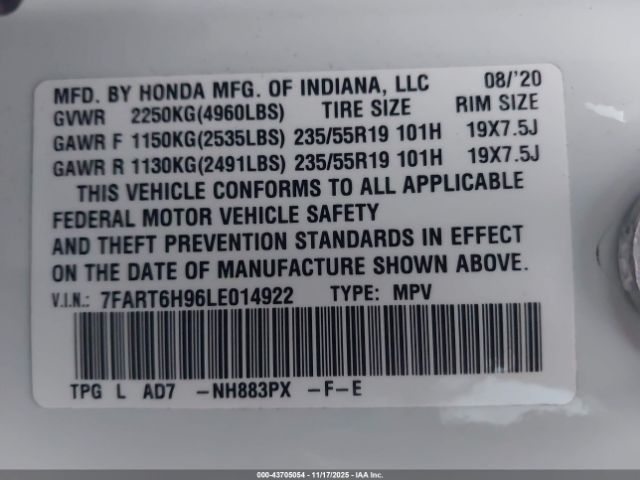 MFD. BY HONDA MFG. OF INDIANA, LLC 08/'20
GVWR 2250KG(4960LBS) TIRE SIZE RIM SIZE
GAWR F 1150KG(2535LBS) 235/55R19 101H 19X7.5J
GAWR R 1130KG(2491LBS) 235/55R19 101H 19X7.5J
THIS VEHICLE CONFORMS TO ALL APPLICABLE
FEDERAL MOTOR VEHICLE SAFETY
AND THEFT PREVENTION STANDARDS IN EFFECT
ON THE DATE OF MANUFACTURE SHOWN ABOVE.
V.I.N.: 7FART6H96LE014922 TYPE: MPV
TPG L AD7 -NH883PX -F-E
000-43705054 - 11/17/2025 - IAA Inc.